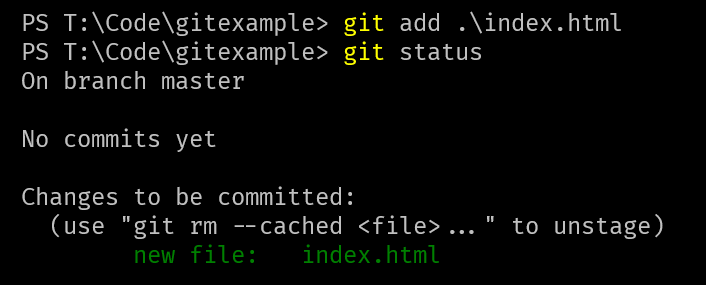 PS T:\Code\gitexample> git add .\index.html
PS T:\Code\gitexample> git status
On branch master
No commits yet
Changes to be committed:
  (use "git rm --cached <file>..." to unstage)
        new file:   index.html